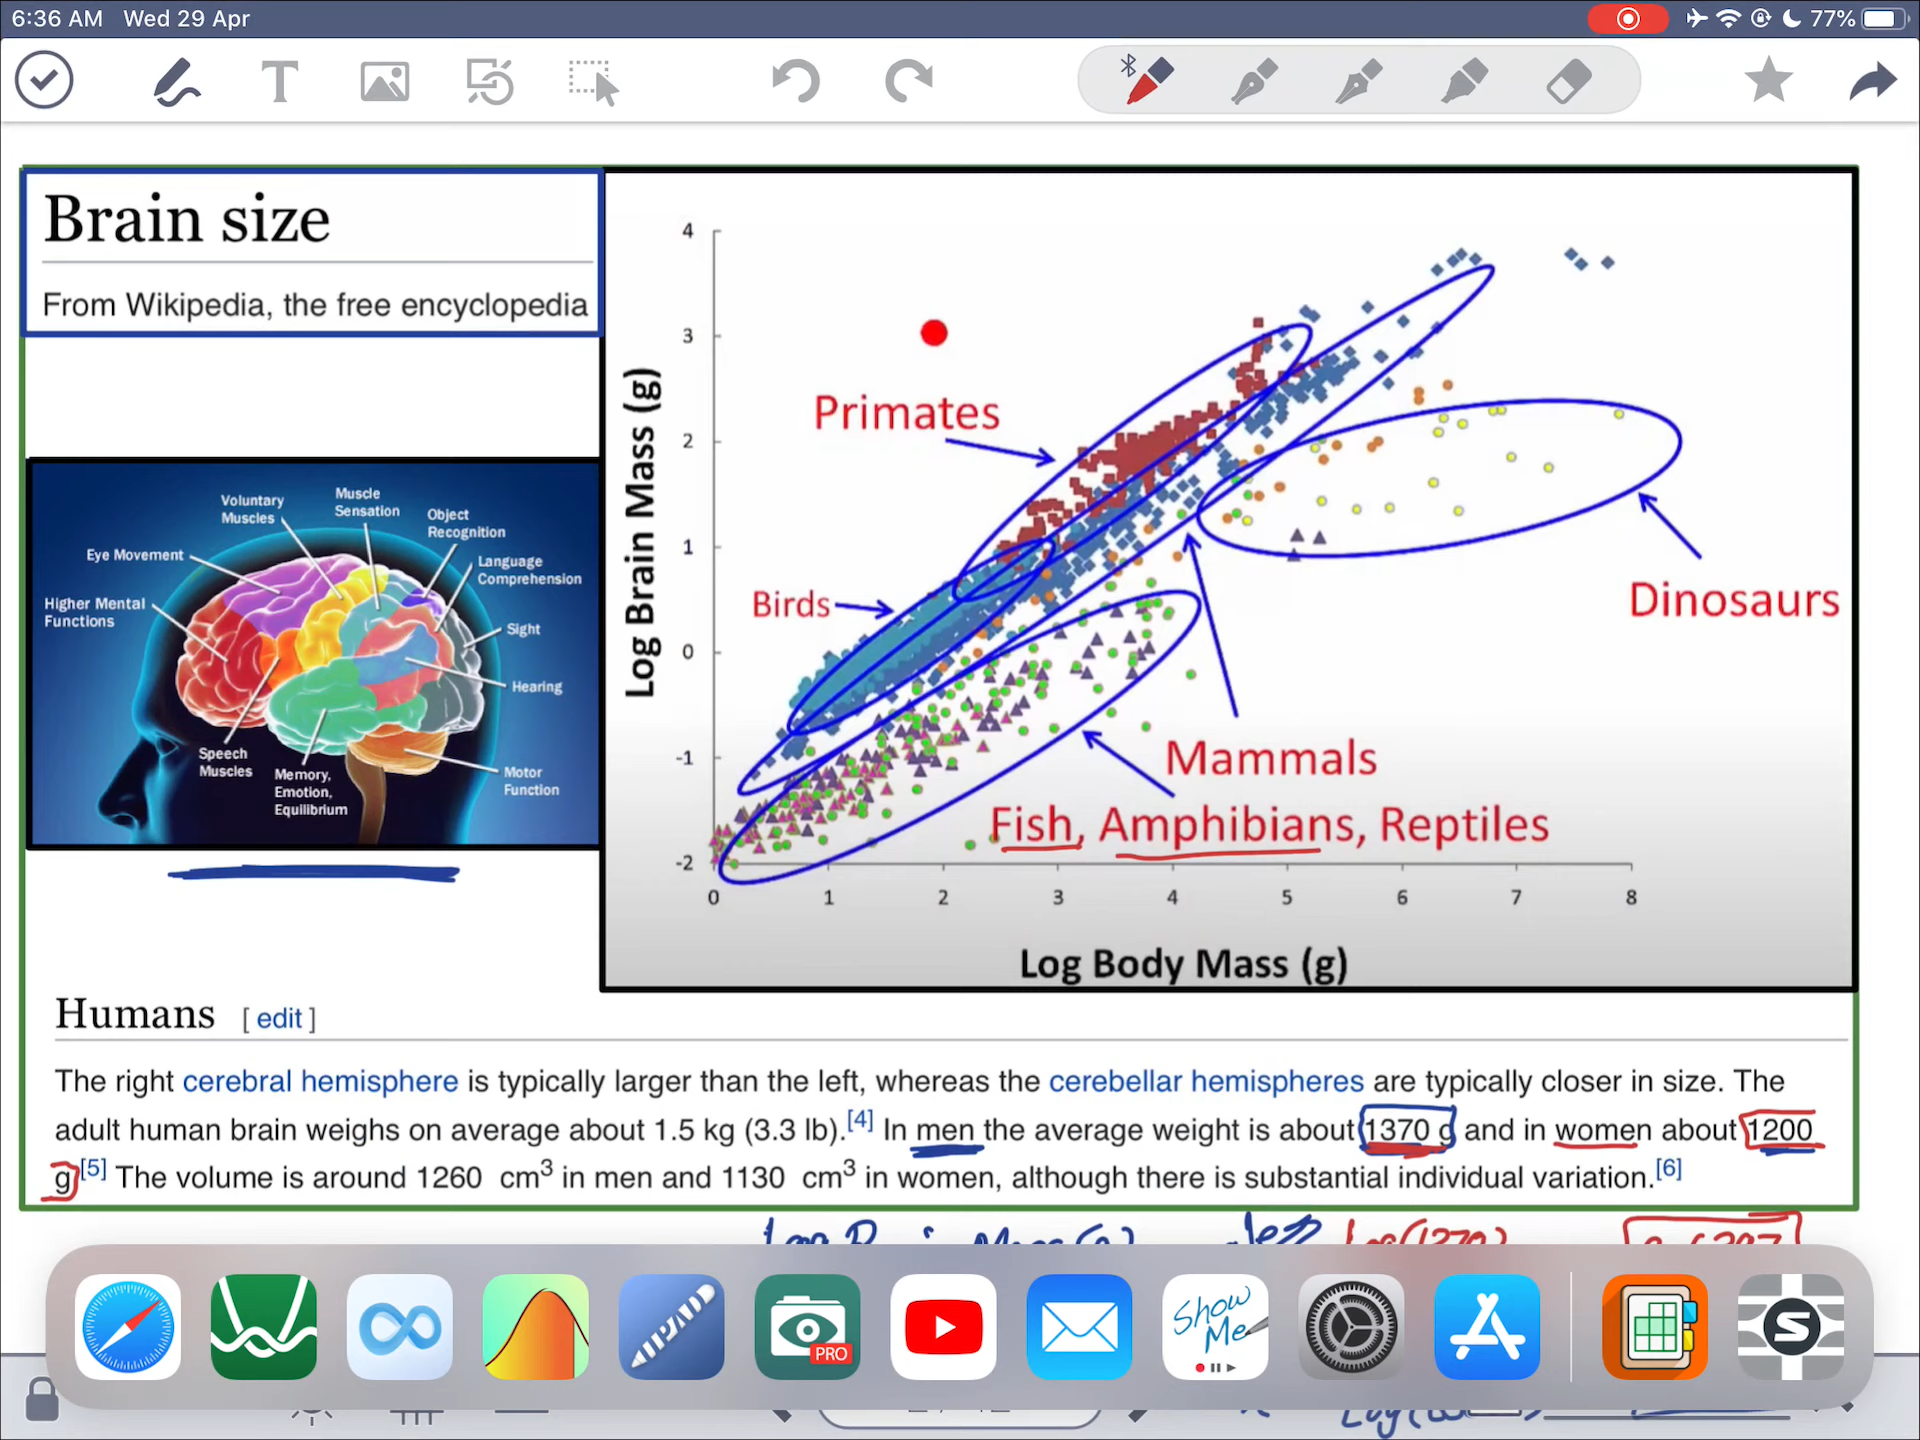 6:36 AM Wed 29 Apr
77%
T
Brain size
From Wikipedia, the free encyclopedia
Voluntary
Muscles
Muscle
Sensation
Object
Recognition
Eye Movement
Language
Comprehension
Higher Mental
Functions
Sight
Hearing
Speech
Muscles
Memory,
Emotion,
Equilibrium
Motor
Function
Log Brain Mass (g)
4
3
2
1
0
-1
-2
Primates
Birds
Dinosaurs
Mammals
Fish, Amphibians, Reptiles
0 1 2 3 4 5 6 7 8
Log Body Mass (g)
Humans [ edit ]
The right cerebral hemisphere is typically larger than the left, whereas the cerebellar hemispheres are typically closer in size. The
adult human brain weighs on average about 1.5 kg (3.3 lb).[4] In men the average weight is about 1370 g and in women about 1200
g[5] The volume is around 1260 cm3 in men and 1130 cm3 in women, although there is substantial individual variation.[6]
PRO
Show
Me
S